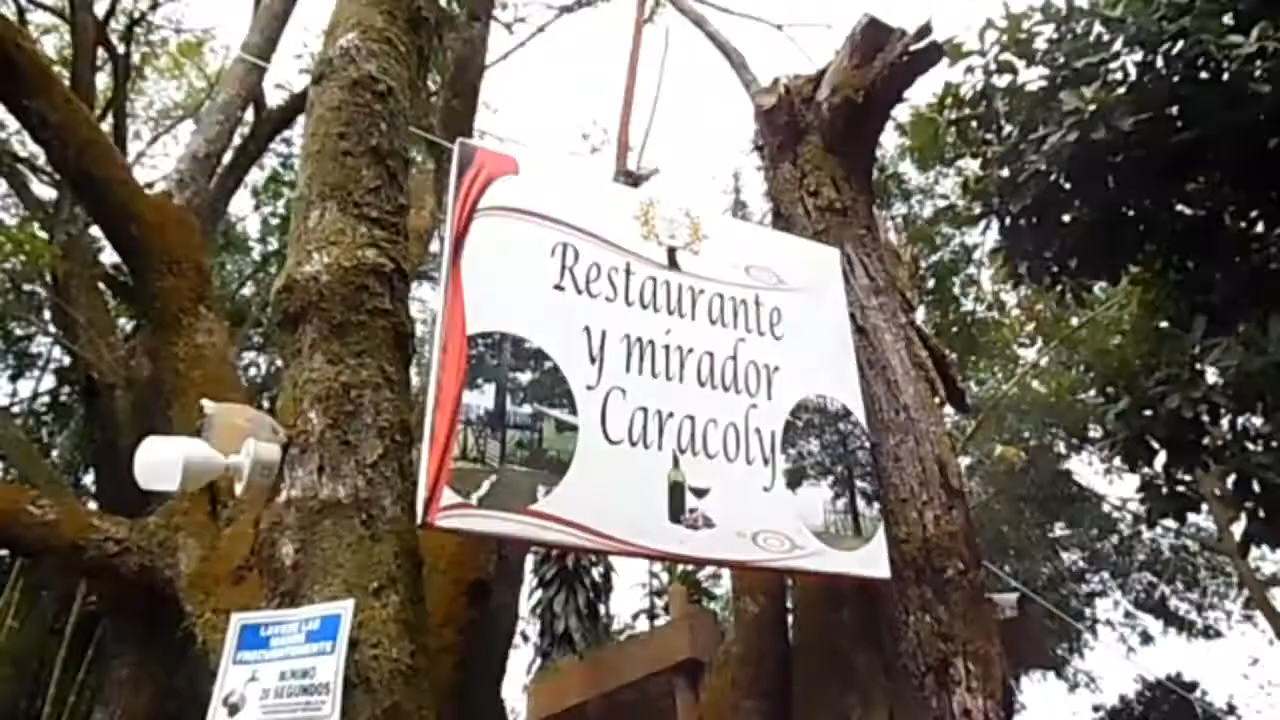 Restaurante
y mirador
Caracoly
LAVESE LAS
MANOS
FRECUENTEMENTE
MINIMO
20 SEGUNDOS